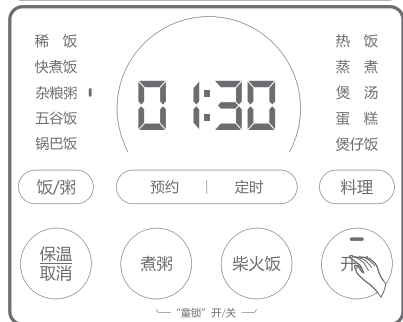 稀 饭
快煮饭
杂粮粥
五谷饭
锅巴饭
01:30
热 饭
蒸 煮
煲 汤
蛋 糕
煲仔饭
饭/粥
预约 | 定时
料理
保温
取消
煮粥
柴火饭
开
“童锁” 开/关